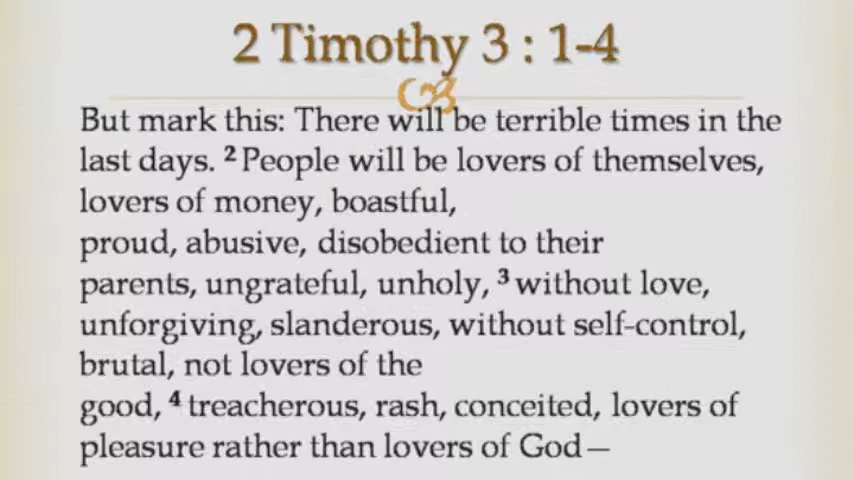 2 Timothy 3 : 1-4
But mark this: There will be terrible times in the
last days. ² People will be lovers of themselves,
lovers of money, boastful,
proud, abusive, disobedient to their
parents, ungrateful, unholy, ³ without love,
unforgiving, slanderous, without self-control,
brutal, not lovers of the
good, ⁴ treacherous, rash, conceited, lovers of
pleasure rather than lovers of God—